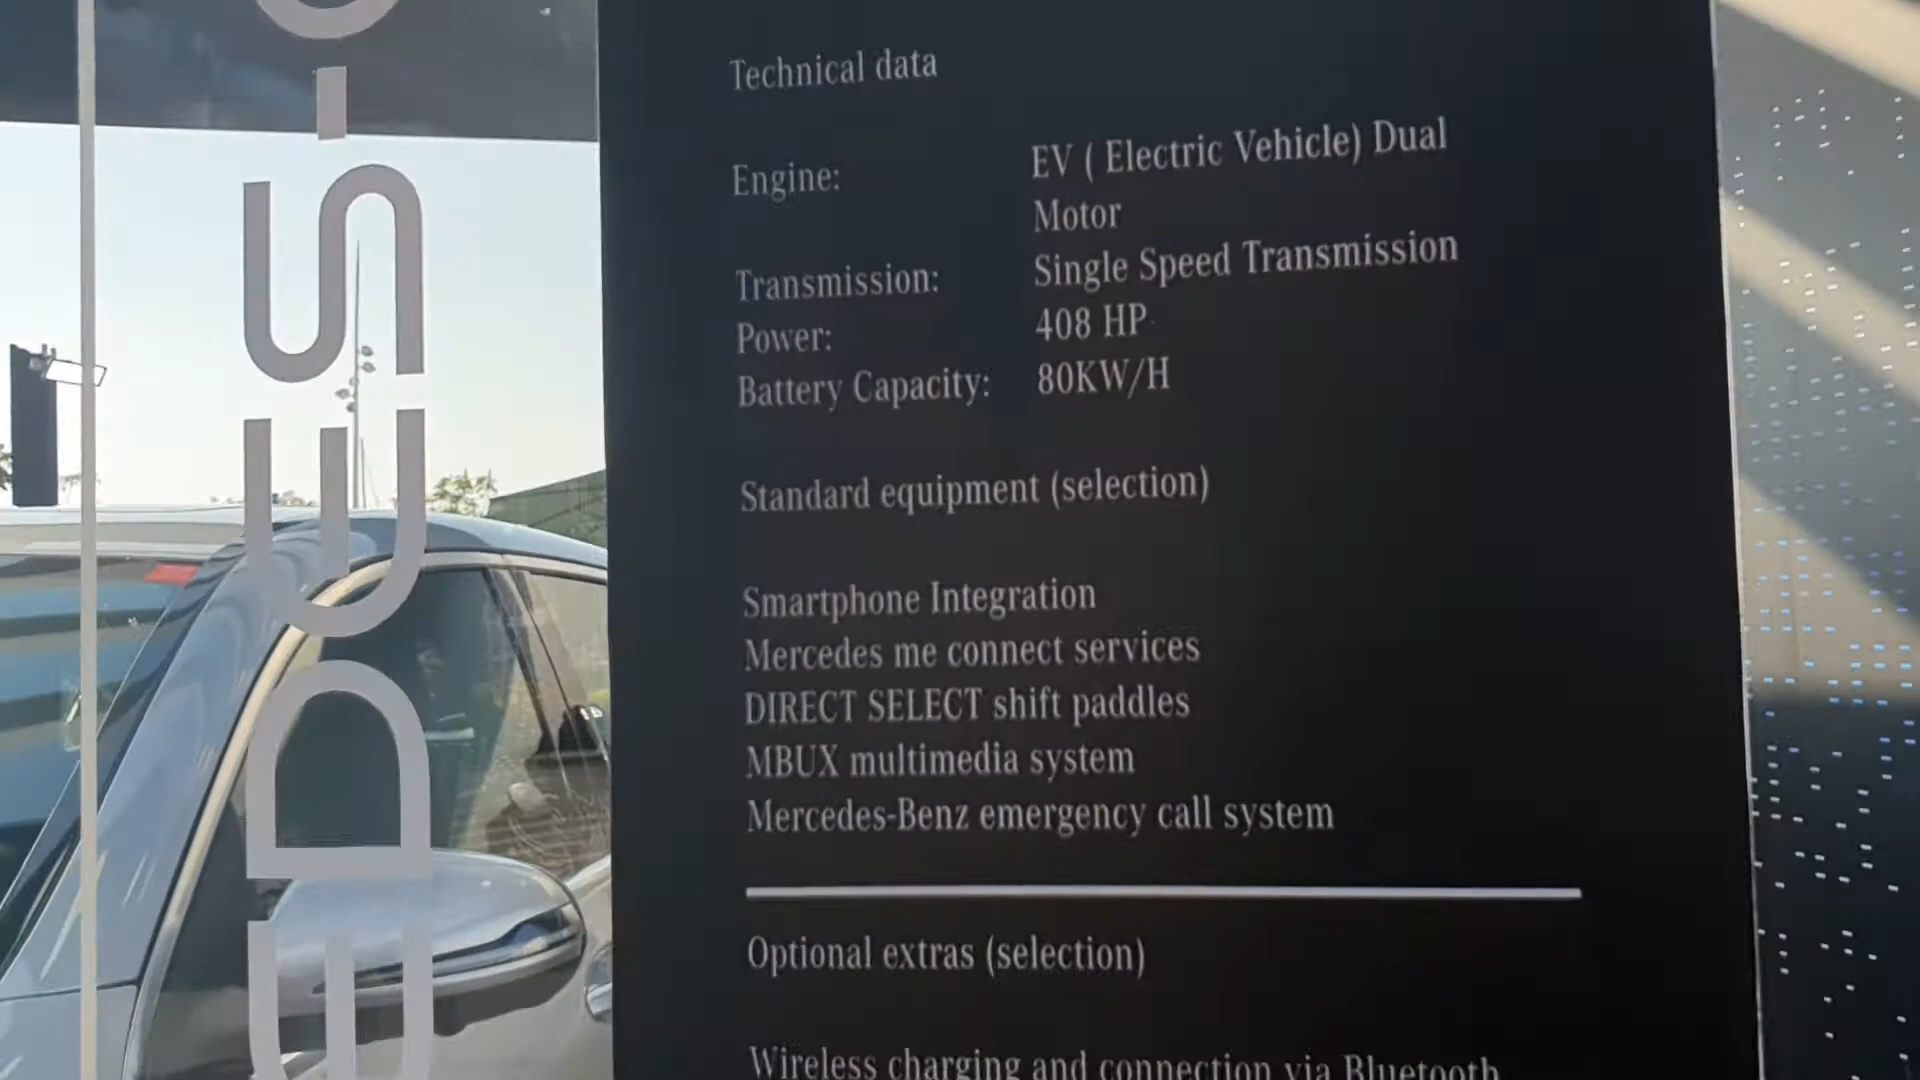 Technical data
Engine: EV ( Electric Vehicle) Dual
Motor
Transmission: Single Speed Transmission
Power: 408 HP
Battery Capacity: 80KW/H
Standard equipment (selection)
Smartphone Integration
Mercedes me connect services
DIRECT SELECT shift paddles
MBUX multimedia system
Mercedes-Benz emergency call system
Optional extras (selection)
Wireless charging and connection via Bluetooth